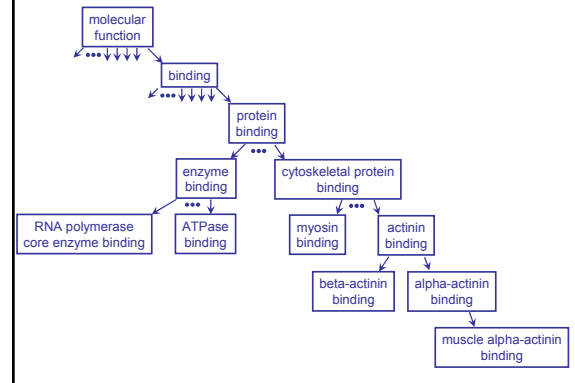 molecular
function
binding
protein
binding
enzyme
binding
cytoskeletal protein
binding
RNA polymerase
core enzyme binding
ATPase
binding
myosin
binding
actinin
binding
beta-actinin
binding
alpha-actinin
binding
muscle alpha-actinin
binding